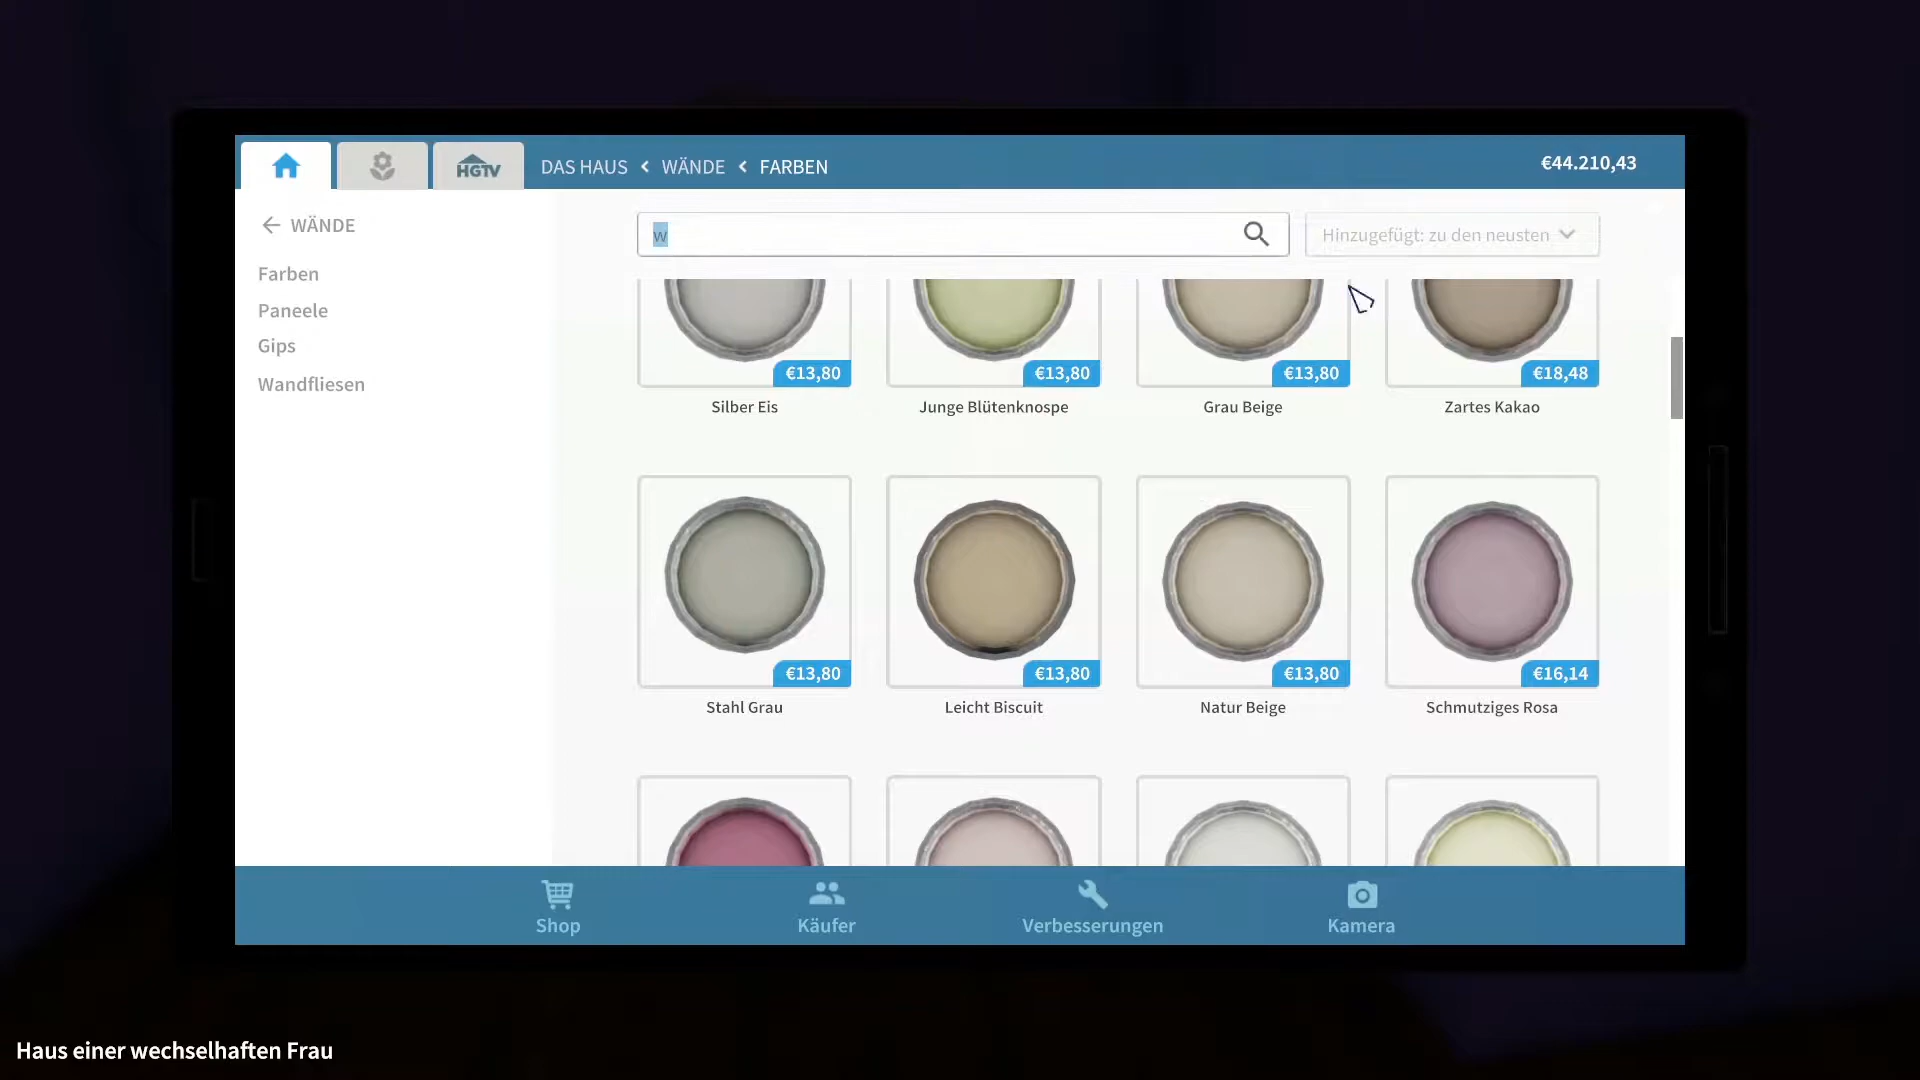 HGTV
DAS HAUS
WÄNDE
FARBEN
€44.210,43
WÄNDE
Farben
Paneele
Gips
Wandfliesen
w
Hinzugefügt: zu den neusten
€13,80
€13,80
€13,80
€18,48
Silber Eis
Junge Blütenknospe
Grau Beige
Zartes Kakao
€13,80
€13,80
€13,80
€16,14
Stahl Grau
Leicht Biscuit
Natur Beige
Schmutziges Rosa
Shop
Käufer
Verbesserungen
Kamera
Haus einer wechselhaften Frau